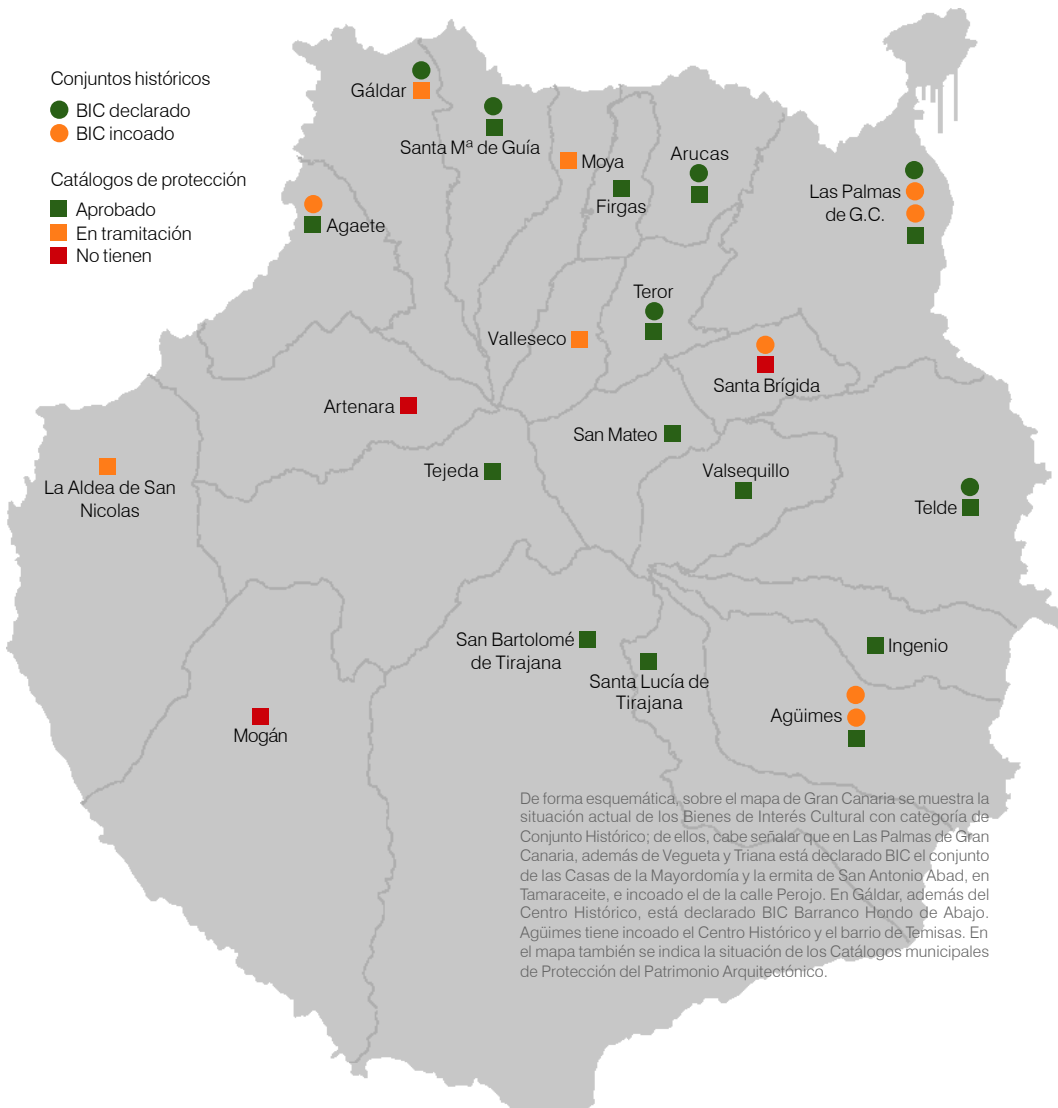 Conjuntos históricos
BIC declarado
BIC incoado
Catálogos de protección
Aprobado
En tramitación
No tienen
Gáldar
Santa Mª de Guía
Moya
Firgas
Arucas
Las Palmas
de G.C.
Agaete
Teror
Valleseco
Santa Brígida
Artenara
San Mateo
Tejeda
Valsequillo
La Aldea de San
Nicolas
Telde
San Bartolomé
de Tirajana
Santa Lucía de
Tirajana
Ingenio
Agüimes
Mogán
De forma esquemática, sobre el mapa de Gran Canaria se muestra la
situación actual de los Bienes de Interés Cultural con categoría de
Conjunto Histórico; de ellos, cabe señalar que en Las Palmas de Gran
Canaria, además de Vegueta y Triana está declarado BIC el conjunto
de las Casas de la Mayordomía y la ermita de San Antonio Abad, en
Tamaraceite, e incoado el de la calle Perojo. En Gáldar, además del
Centro Histórico, está declarado BIC Barranco Hondo de Abajo.
Agüimes tiene incoado el Centro Histórico y el barrio de Temisas. En
el mapa también se indica la situación de los Catálogos municipales
de Protección del Patrimonio Arquitectónico.